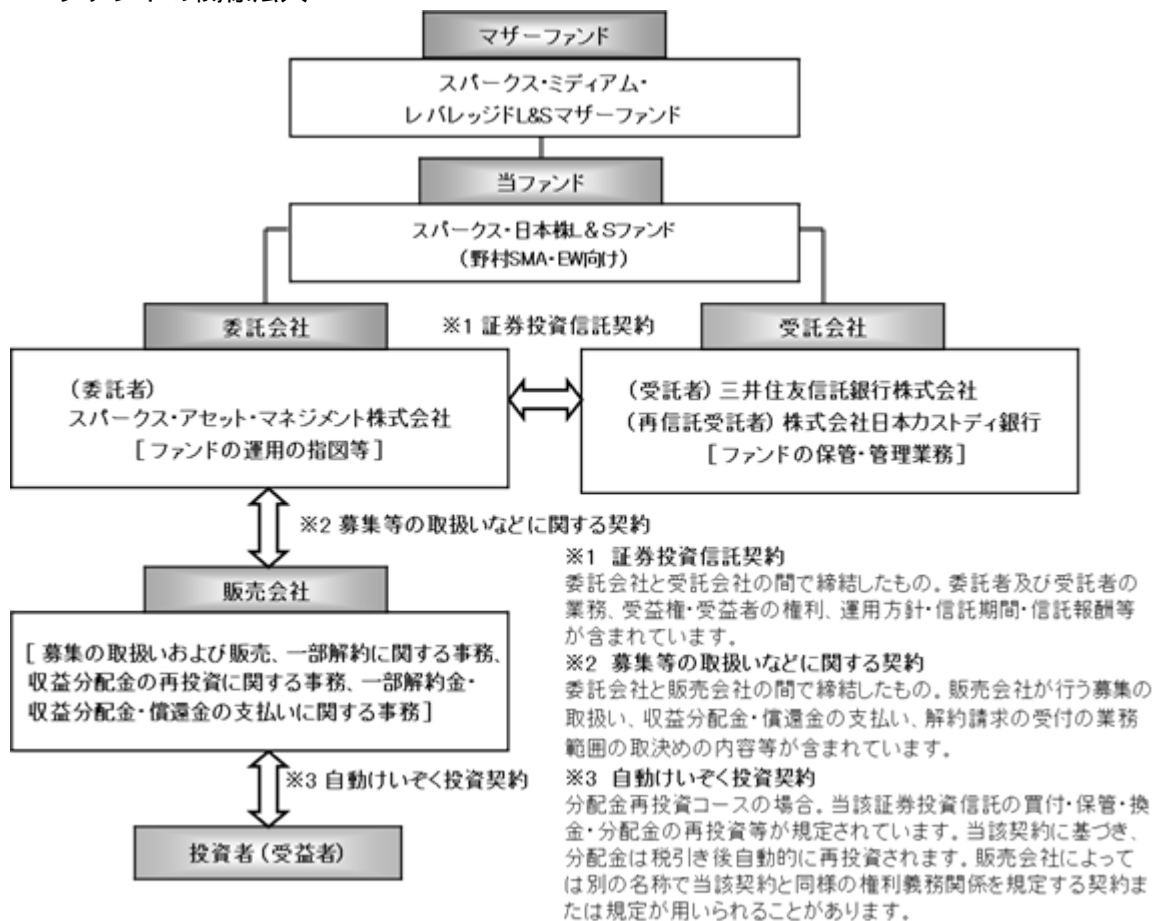 マザーファンド
スパークス・ミディアム・
レバレッジドL&Sマザーファンド
当ファンド
スパークス・日本株L&Sファンド
(野村SMA・EW向け)
委託会社
※1 証券投資信託契約
受託会社
(委託者)
スパークス・アセット・マネジメント株式会社
[ファンドの運用の指図等]
(受託者) 三井住友信託銀行株式会社
(再信託受託者) 株式会社日本カストディ銀行
[ファンドの保管・管理業務]
※2 募集等の取扱いなどに関する契約
販売会社
[ 募集の取扱いおよび販売、一部解約に関する事務、
収益分配金の再投資に関する事務、一部解約金・
収益分配金・償還金の支払いに関する事務]
※3 自動けいぞく投資契約
投資者(受益者)
※1 証券投資信託契約
委託会社と受託会社の間で締結したもの。委託者及び受託者の
業務、受益権・受益者の権利、運用方針・信託期間・信託報酬等
が含まれています。
※2 募集等の取扱いなどに関する契約
委託会社と販売会社の間で締結したもの。販売会社が行う募集の
取扱い、収益分配金・償還金の支払い、解約請求の受付の業務
範囲の取決めの内容等が含まれています。
※3 自動けいぞく投資契約
分配金再投資コースの場合。当該証券投資信託の買付・保管・換
金・分配金の再投資等が規定されています。当該契約に基づき、
分配金は税引き後自動的に再投資されます。販売会社によって
は別の名称で当該契約と同様の権利義務関係を規定する契約ま
たは規定が用いられることがあります。